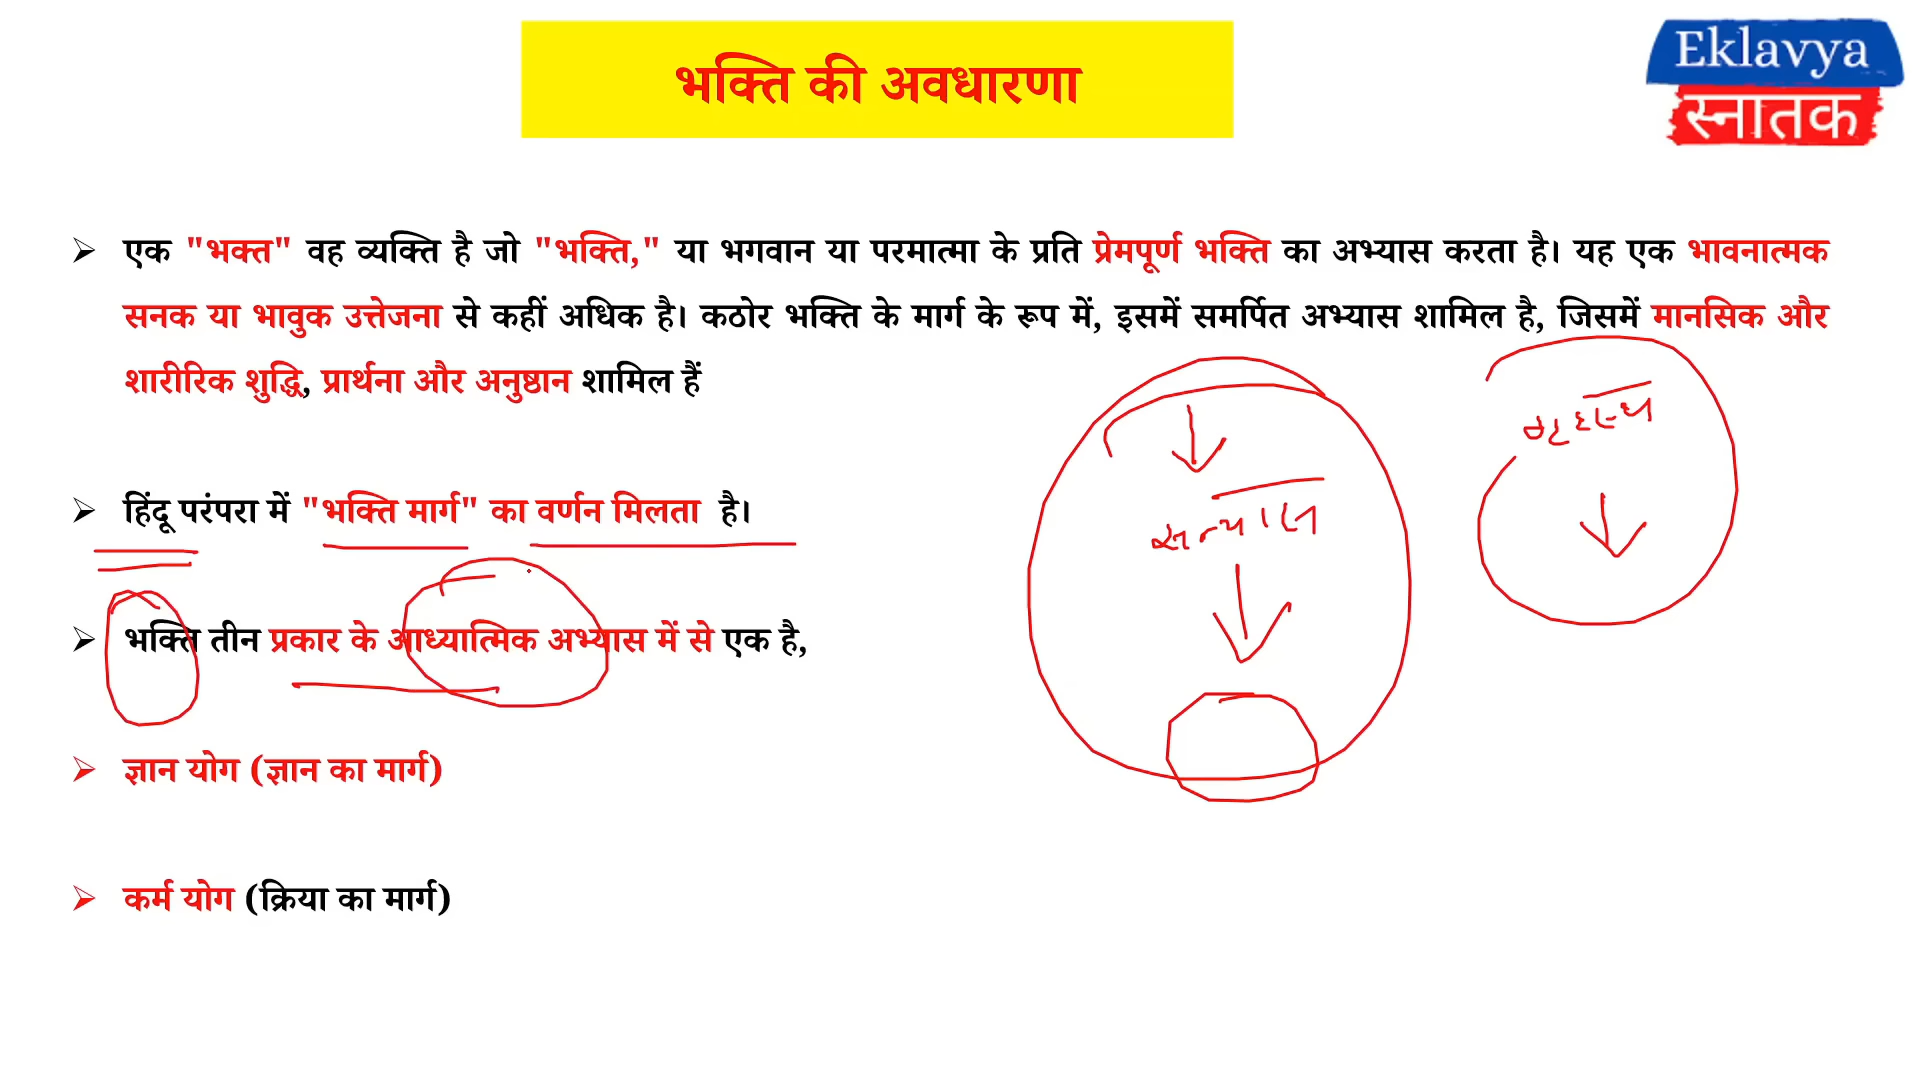 भक्ति की अवधारणा
Eklavya
स्नातक
एक "भक्त" वह व्यक्ति है जो "भक्ति," या भगवान या परमात्मा के प्रति प्रेमपूर्ण भक्ति का अभ्यास करता है। यह एक भावनात्मक
सनक या भावुक उत्तेजना से कहीं अधिक है। कठोर भक्ति के मार्ग के रूप में, इसमें समर्पित अभ्यास शामिल है, जिसमें मानसिक और
शारीरिक शुद्धि, प्रार्थना और अनुष्ठान शामिल हैं
गृहस्थ
हिंदू परंपरा में "भक्ति मार्ग" का वर्णन मिलता है।
सन्यास
भक्ति तीन प्रकार के आध्यात्मिक अभ्यास में से एक है,
ज्ञान योग (ज्ञान का मार्ग)
कर्म योग (क्रिया का मार्ग)